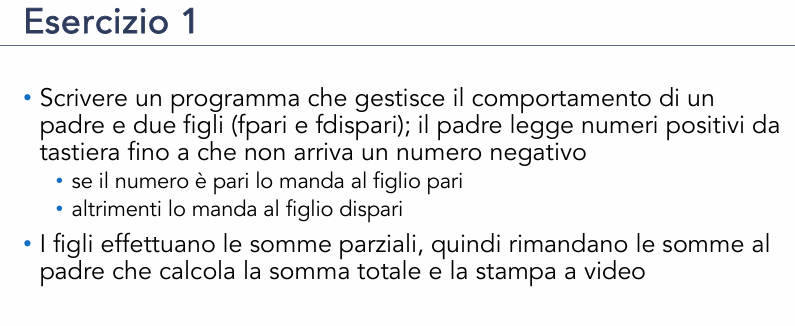 Esercizio 1
• Scrivere un programma che gestisce il comportamento di un
padre e due figli (fpari e fdispari); il padre legge numeri positivi da
tastiera fino a che non arriva un numero negativo
• se il numero è pari lo manda al figlio pari
• altrimenti lo manda al figlio dispari
• I figli effettuano le somme parziali, quindi rimandano le somme al
padre che calcola la somma totale e la stampa a video